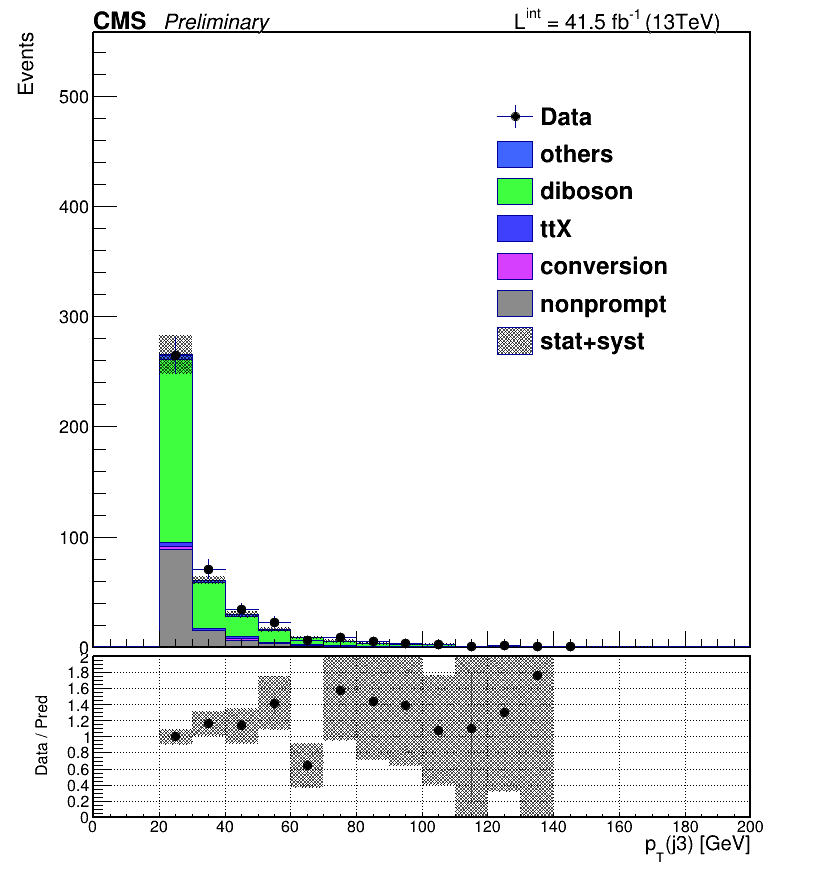 CMS Preliminary L^int = 41.5 fb^-1 (13TeV)
Events
500
400
300
200
100
0
Data
others
diboson
ttX
conversion
nonprompt
stat+syst
Data / Pred
2
1.8
1.6
1.4
1.2
1
0.8
0.6
0.4
0.2
0
0 20 40 60 80 100 120 140 160 180 200
p_T(j3) [GeV]